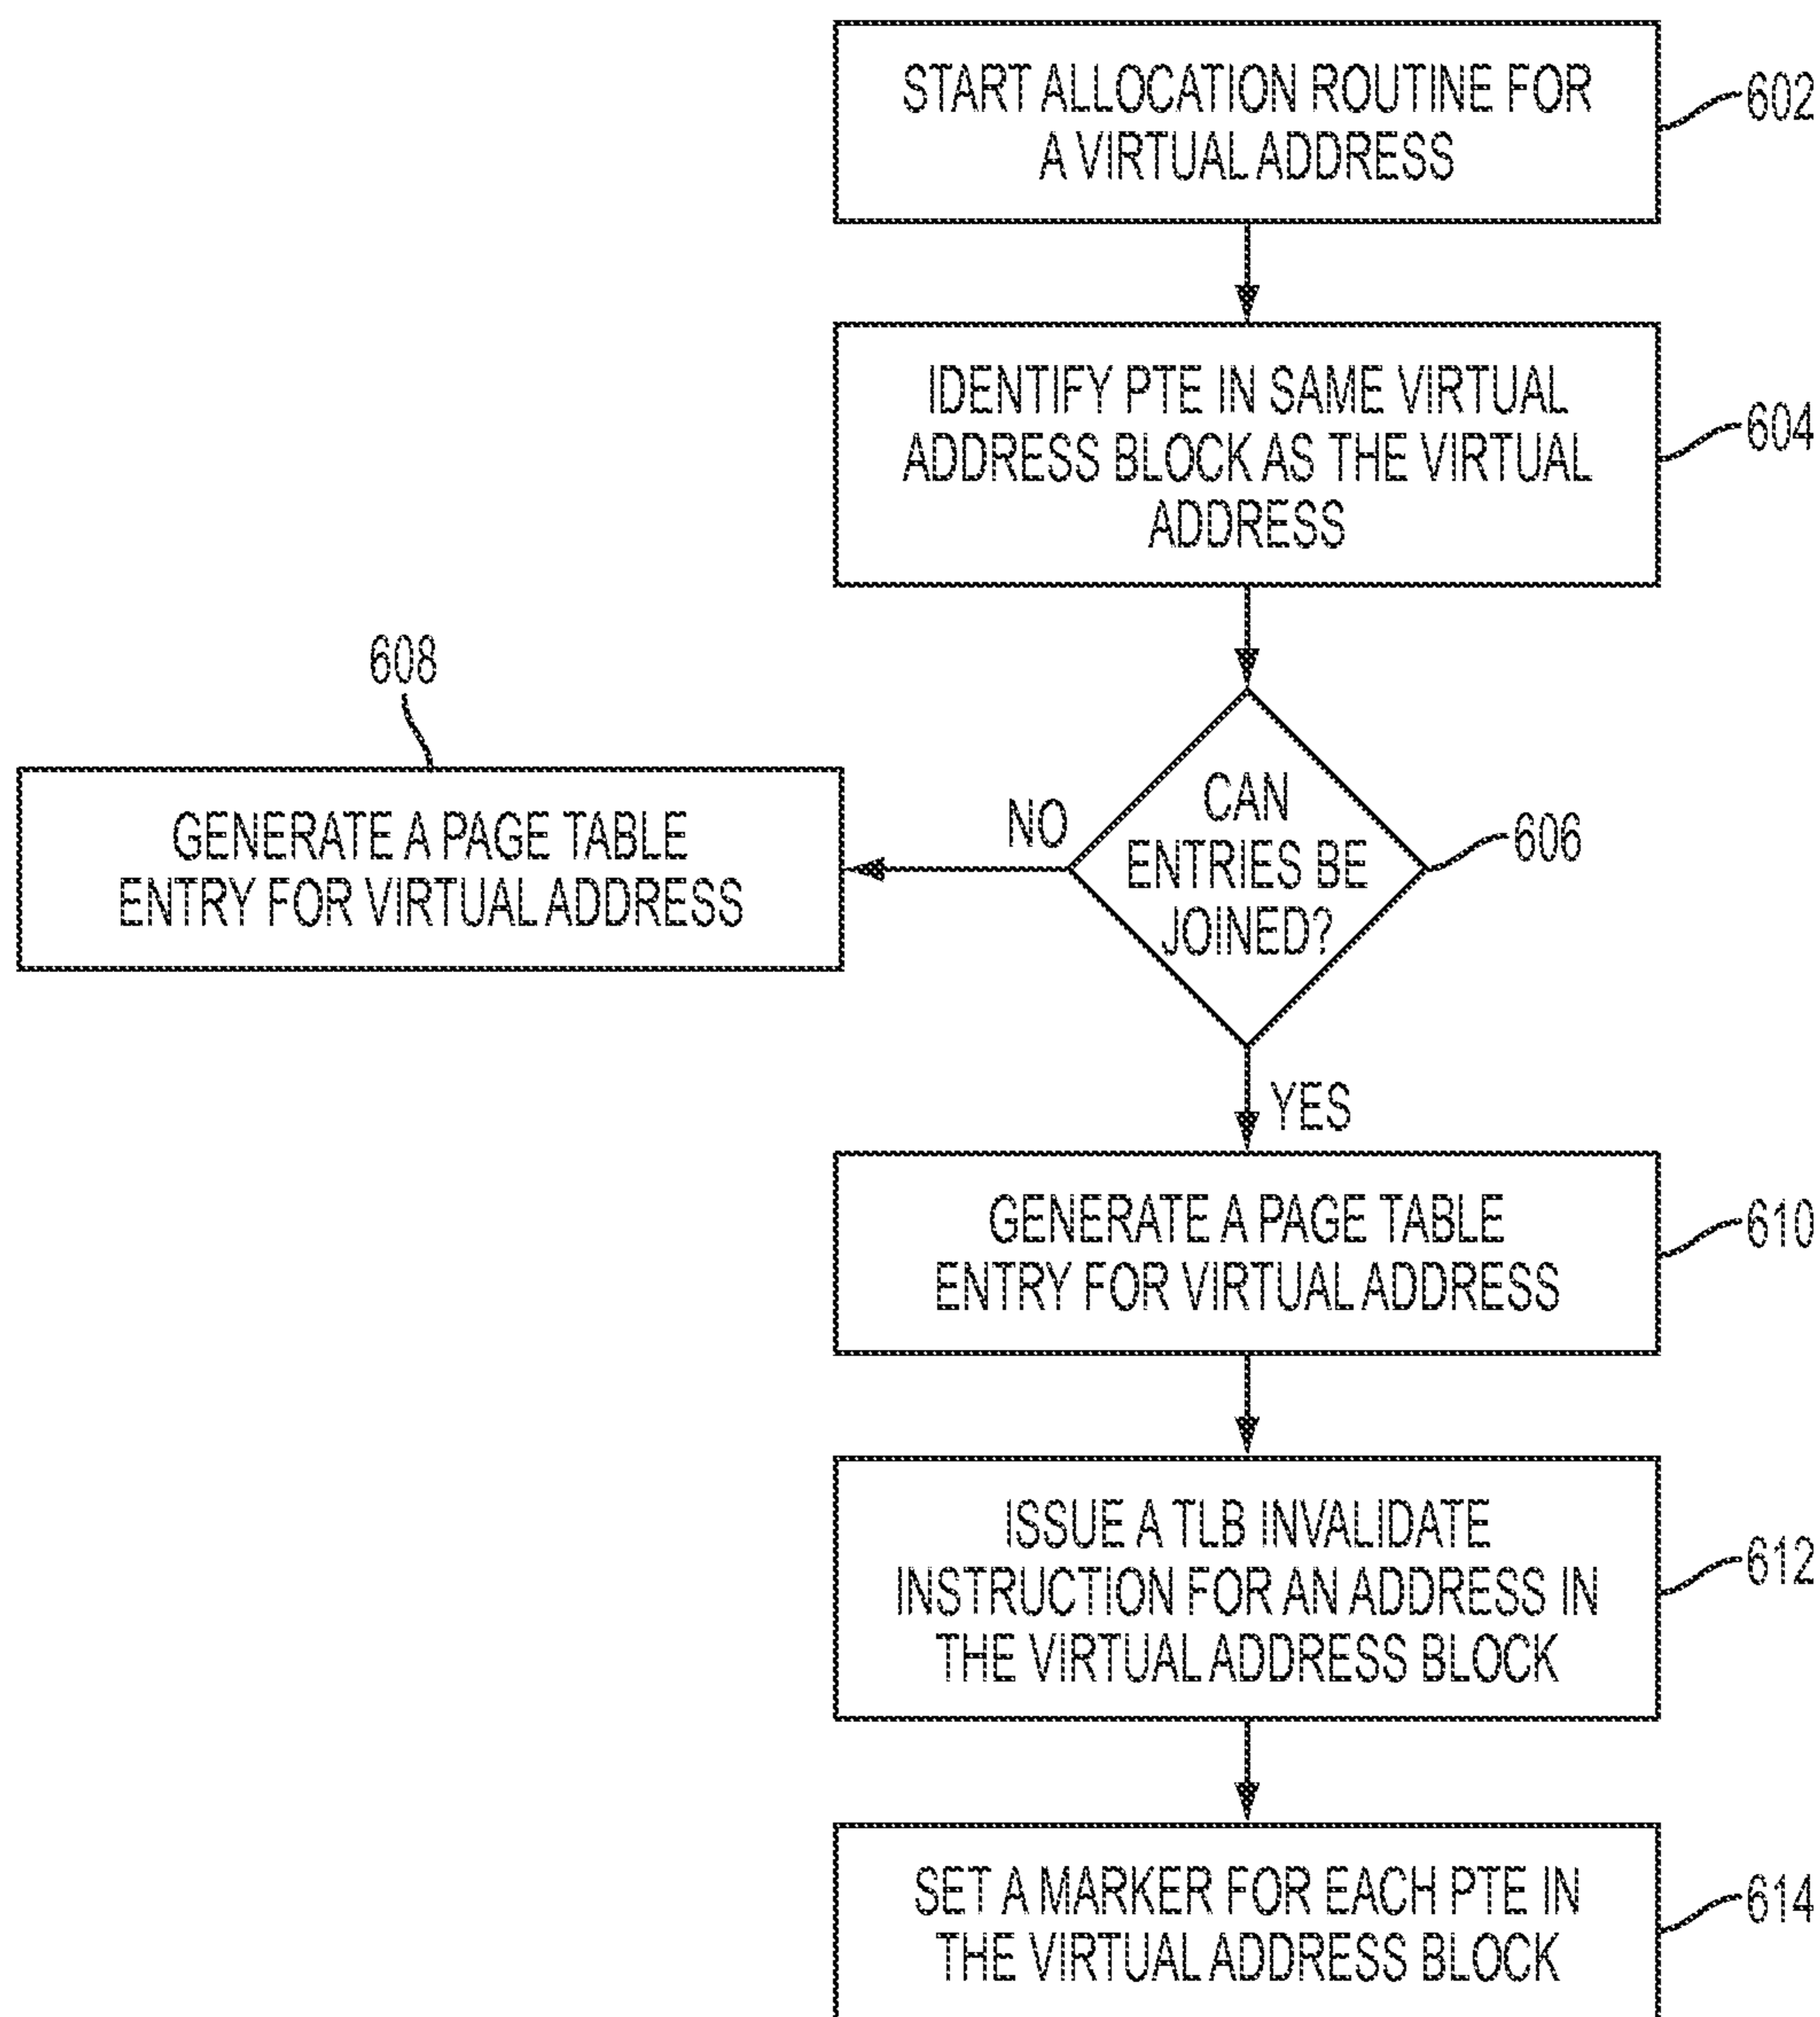 START ALLOCATION ROUTINE FOR
A VIRTUAL ADDRESS
602
IDENTIFY PTE IN SAME VIRTUAL
ADDRESS BLOCK AS THE VIRTUAL
ADDRESS
604
608
GENERATE A PAGE TABLE
ENTRY FOR VIRTUAL ADDRESS
NO
CAN
ENTRIES BE
JOINED?
606
YES
GENERATE A PAGE TABLE
ENTRY FOR VIRTUAL ADDRESS
610
ISSUE A TLB INVALIDATE
INSTRUCTION FOR AN ADDRESS IN
THE VIRTUAL ADDRESS BLOCK
612
SET A MARKER FOR EACH PTE IN
THE VIRTUAL ADDRESS BLOCK
614